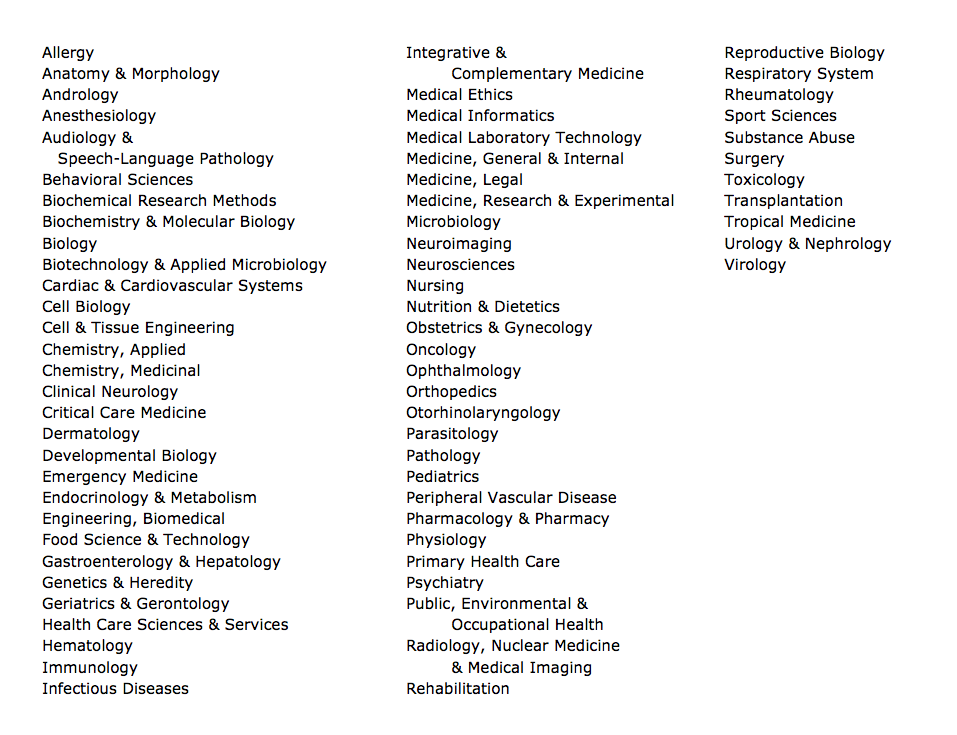 Allergy
Anatomy & Morphology
Andrology
Anesthesiology
Audiology &
Speech-Language Pathology
Behavioral Sciences
Biochemical Research Methods
Biochemistry & Molecular Biology
Biology
Biotechnology & Applied Microbiology
Cardiac & Cardiovascular Systems
Cell Biology
Cell & Tissue Engineering
Chemistry, Applied
Chemistry, Medicinal
Clinical Neurology
Critical Care Medicine
Dermatology
Developmental Biology
Emergency Medicine
Endocrinology & Metabolism
Engineering, Biomedical
Food Science & Technology
Gastroenterology & Hepatology
Genetics & Heredity
Geriatrics & Gerontology
Health Care Sciences & Services
Hematology
Immunology
Infectious Diseases
Integrative &
Complementary Medicine
Medical Ethics
Medical Informatics
Medical Laboratory Technology
Medicine, General & Internal
Medicine, Legal
Medicine, Research & Experimental
Microbiology
Neuroimaging
Neurosciences
Nursing
Nutrition & Dietetics
Obstetrics & Gynecology
Oncology
Ophthalmology
Orthopedics
Otorhinolaryngology
Parasitology
Pathology
Pediatrics
Peripheral Vascular Disease
Pharmacology & Pharmacy
Physiology
Primary Health Care
Psychiatry
Public, Environmental &
Occupational Health
Radiology, Nuclear Medicine
& Medical Imaging
Rehabilitation
Reproductive Biology
Respiratory System
Rheumatology
Sport Sciences
Substance Abuse
Surgery
Toxicology
Transplantation
Tropical Medicine
Urology & Nephrology
Virology